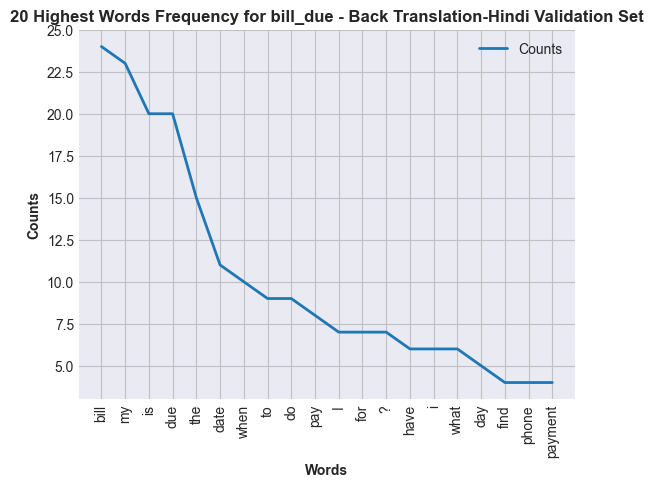 20 Highest Words Frequency for bill_due - Back Translation-Hindi Validation Set
Counts
25.0
22.5
20.0
17.5
15.0
12.5
10.0
7.5
5.0
Counts
bill
my
is
due
the
date
when
to
do
pay
I
for
?
have
i
what
day
find
phone
payment
Words